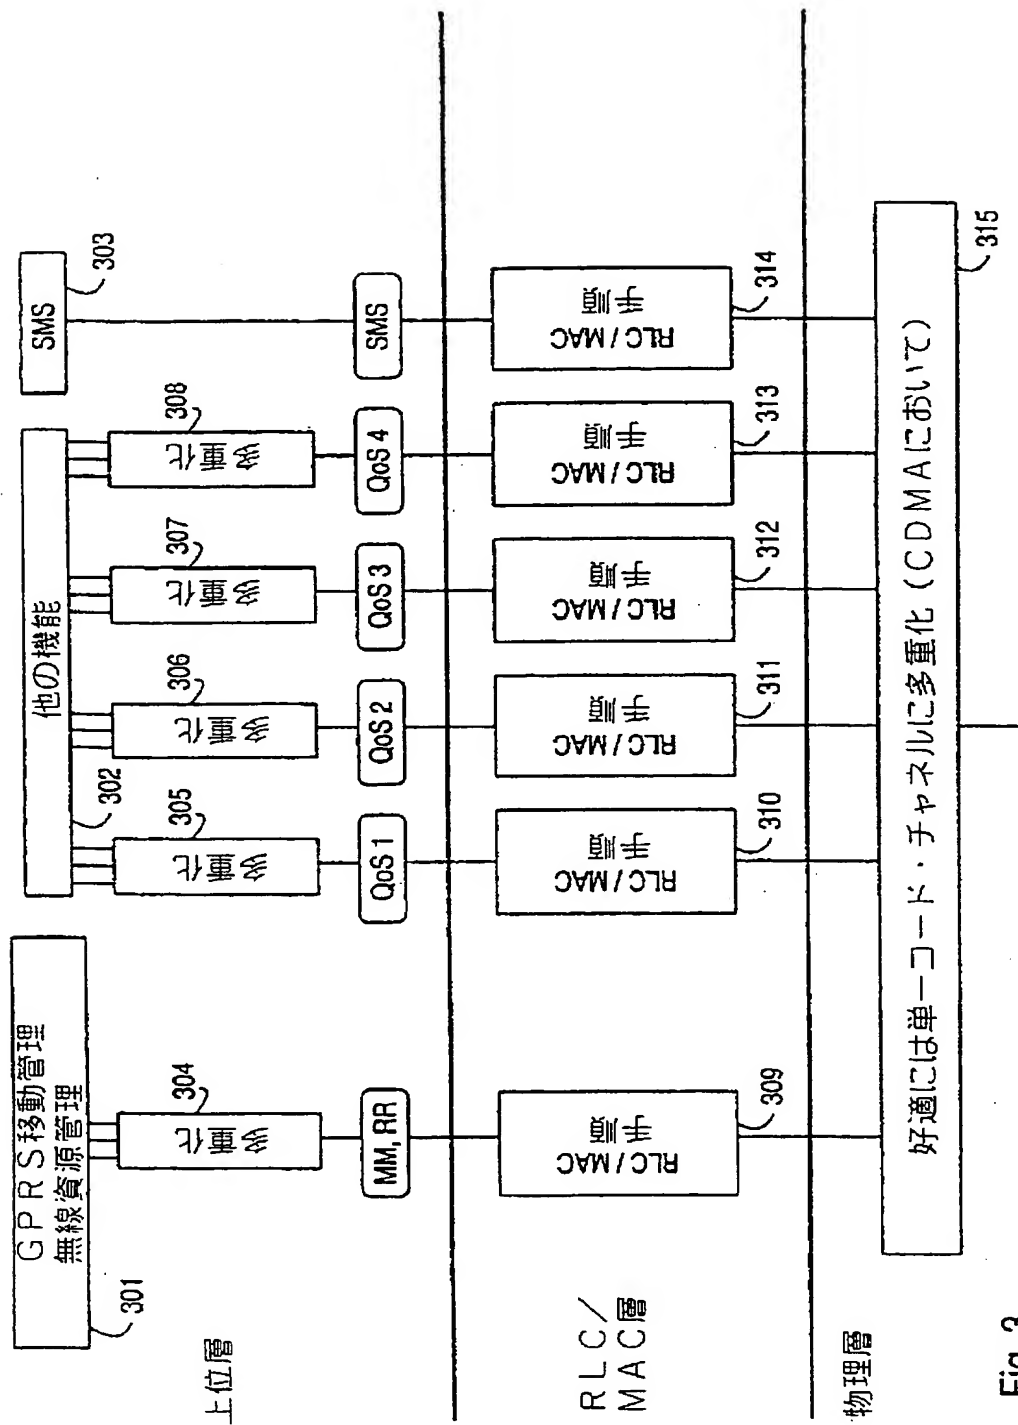 GPRS移動管理
無線資源管理
301
他の機能
302
SMS
303
多重化
304
多重化
305
多重化
306
多重化
307
多重化
308
上位層
MM, RR
QoS 1
QoS 2
QoS 3
QoS 4
SMS
RLC/
MAC層
RLC / MAC
手順
309
RLC / MAC
手順
310
RLC / MAC
手順
311
RLC / MAC
手順
312
RLC / MAC
手順
313
RLC / MAC
手順
314
物理層
好適には単一コード・チャネルに多重化(CDMAにおいて)
315
Fig. 3